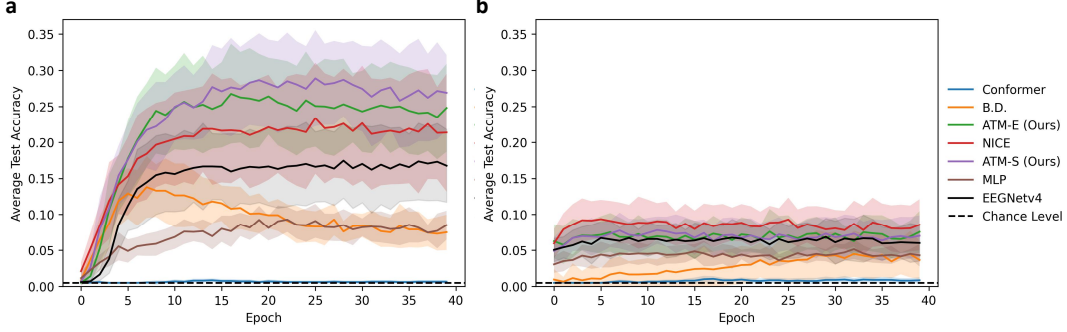 a
0.35
0.30
0.25
0.20
0.15
0.10
0.05
0.00
Average Test Accuracy
0 5 10 15 20 25 30 35 40
Epoch
b
0.35
0.30
0.25
0.20
0.15
0.10
0.05
0.00
Average Test Accuracy
0 5 10 15 20 25 30 35 40
Epoch
Conformer
B.D.
ATM-E (Ours)
NICE
ATM-S (Ours)
MLP
EEGNetv4
Chance Level